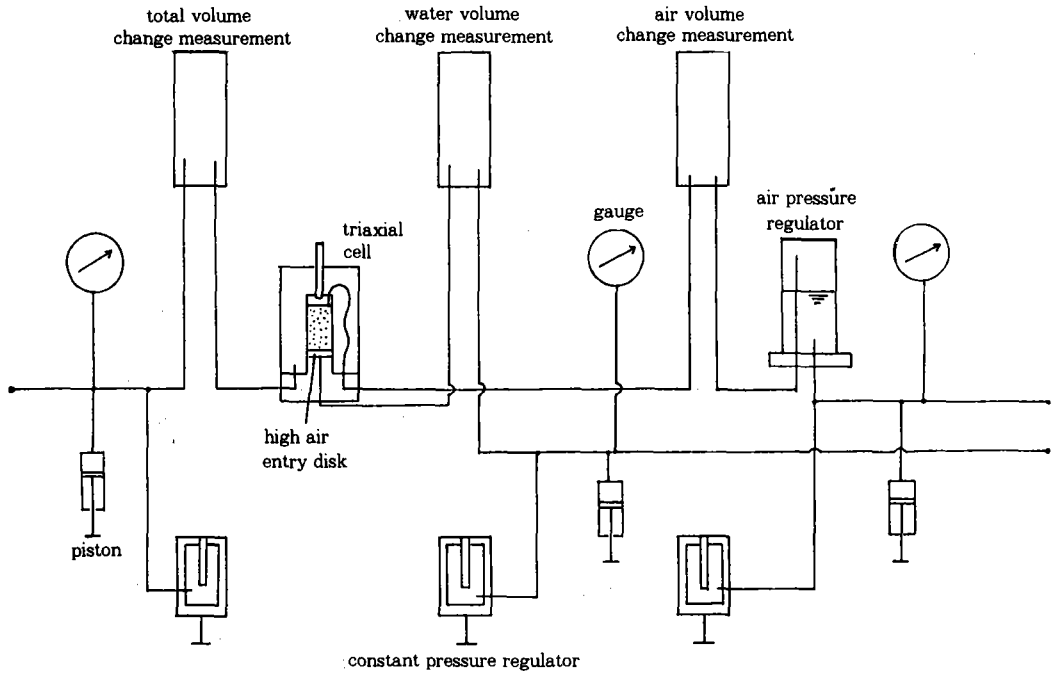 total volume
change measurement
water volume
change measurement
air volume
change measurement
air pressure
regulator
gauge
triaxial
cell
high air
entry disk
piston
constant pressure regulator